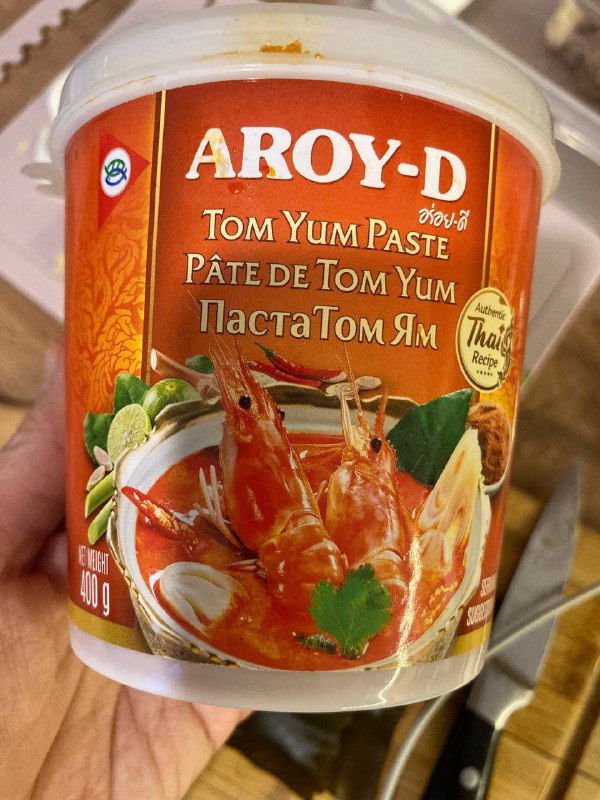 AROY-D
อร่อย-ดี
TOM YUM PASTE
PÂTE DE TOM YUM
ПАСТА ТОМ ЯМ
Authentic
Thai
Recipe
NET WEIGHT
400 g